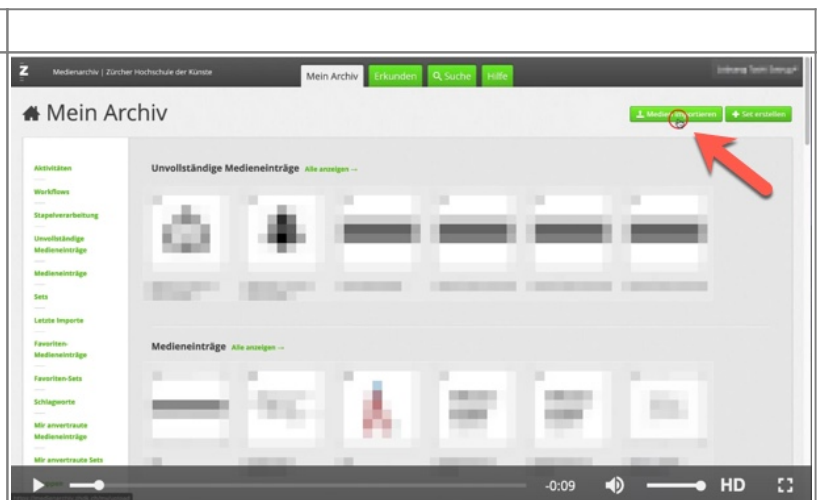 Z
Medienarchiv | Zürcher Hochschule der Künste
Mein Archiv
Erkunden
Suche
Hilfe
Mein Archiv
Medien importieren
Set erstellen
Aktivitäten
Workflows
Stapelverarbeitung
Unvollständige
Medieneinträge
Medieneinträge
Sets
Letzte Importe
Favoriten-
Medieneinträge
Favoriten-Sets
Schlagworte
Mir anvertraute
Medieneinträge
Mir anvertraute Sets
Unvollständige Medieneinträge Alle anzeigen →
Medieneinträge Alle anzeigen →
-0:09
HD